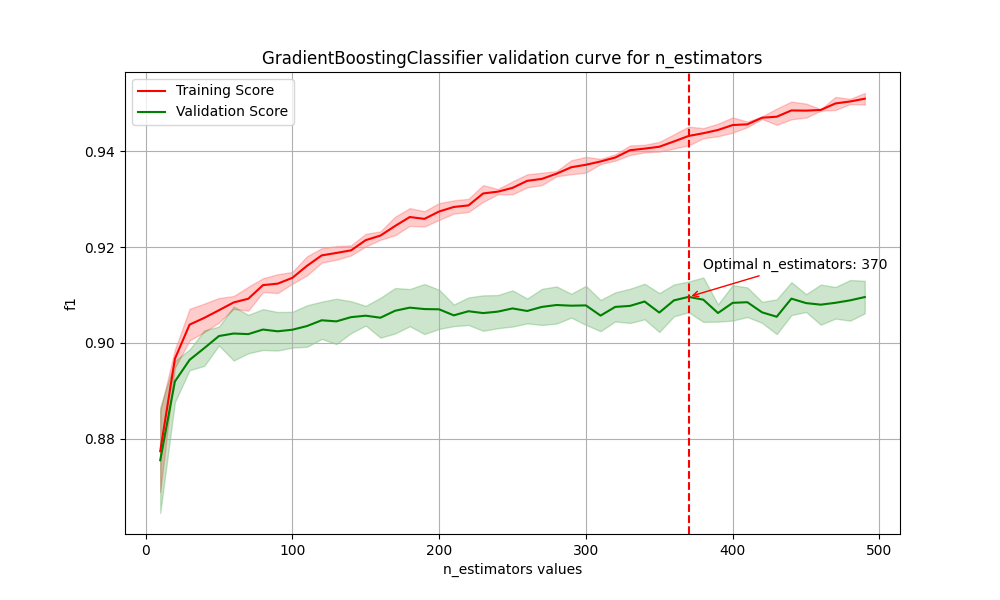 GradientBoostingClassifier validation curve for n_estimators
Training Score
Validation Score
0.94
0.92
0.90
0.88
f1
Optimal n_estimators: 370
0
100
200
300
400
500
n_estimators values